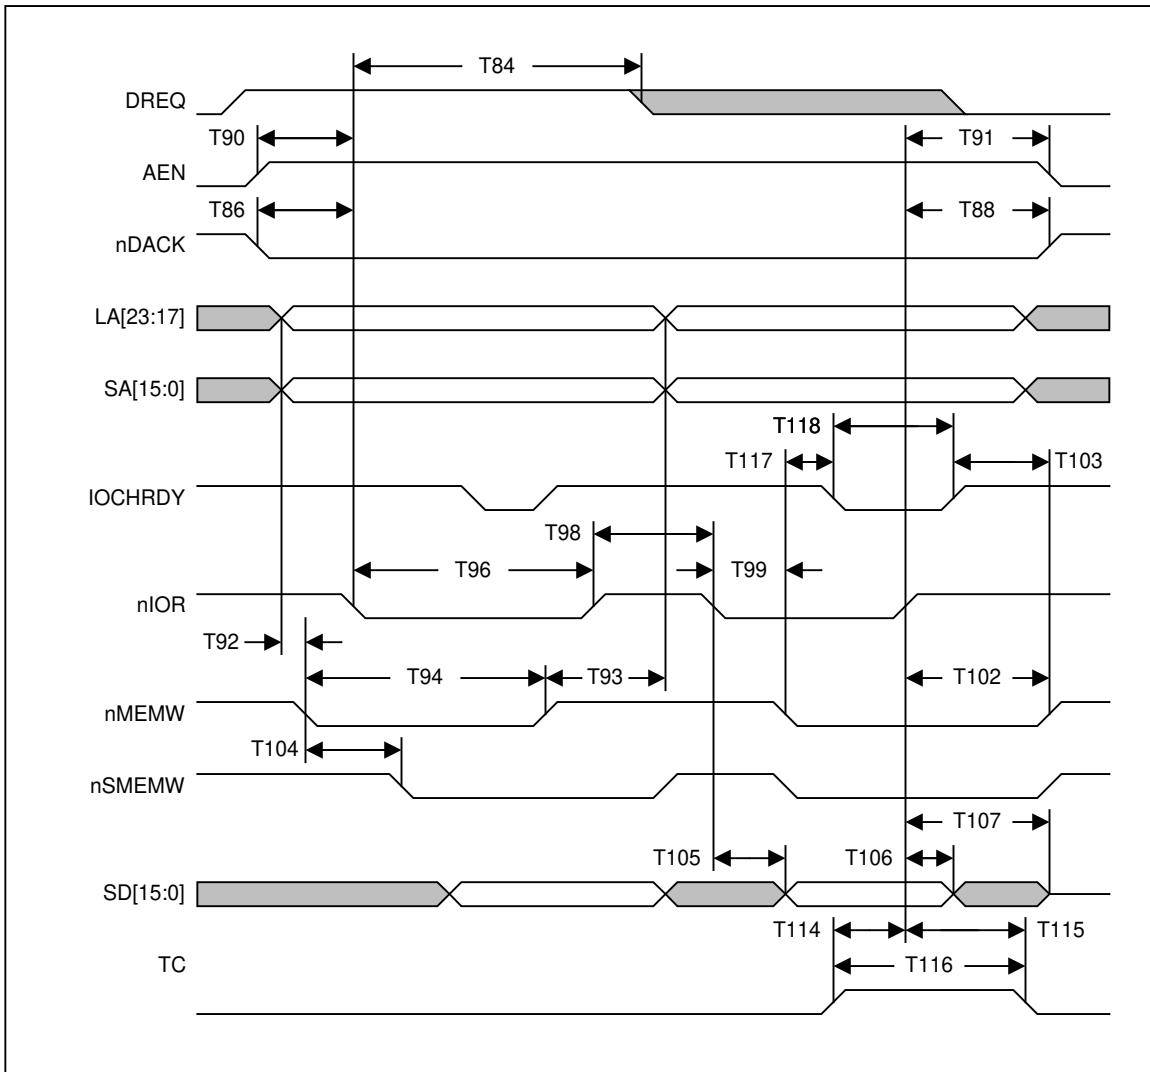 T84
DREQ
T90
T91
AEN
T86
T88
nDACK
LA[23:17]
SA[15:0]
T118
T117
T103
IOCHRDY
T98
T96
T99
nIOR
T92
T94
T93
T102
nMEMW
T104
nSMEMW
T107
T105
T106
SD[15:0]
T114
T115
TC
T116